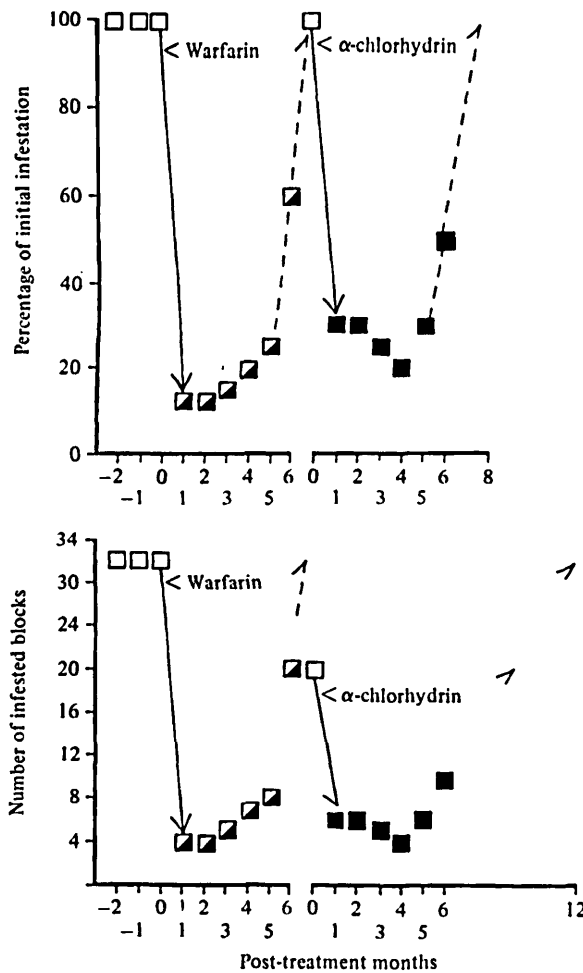 Percentage of initial infestation
100
80
60
40
20
0
< Warfarin
< α-chlorhydrin
−2 0 2 4 6 0 2 4 6 8
−1 1 3 5 1 3 5
Number of infested blocks
34
32
24
20
16
12
8
4
< Warfarin
< α-chlorhydrin
−2 0 2 4 6 0 2 4 6 12
−1 1 3 5 1 3 5
Post-treatment months